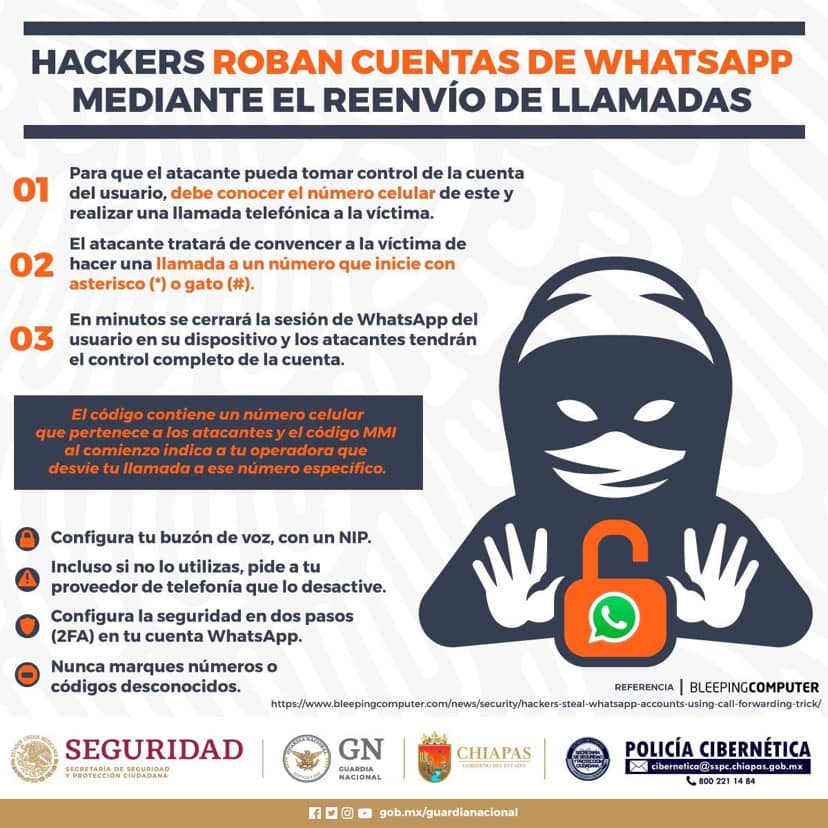 HACKERS ROBAN CUENTAS DE WHATSAPP
MEDIANTE EL REENVÍO DE LLAMADAS
01
Para que el atacante pueda tomar control de la cuenta
del usuario, debe conocer el número celular de este y
realizar una llamada telefónica a la víctima.
02
El atacante tratará de convencer a la víctima de
hacer una llamada a un número que inicie con
asterisco (*) o gato (#).
03
En minutos se cerrará la sesión de WhatsApp del
usuario en su dispositivo y los atacantes tendrán
el control completo de la cuenta.
El código contiene un número celular
que pertenece a los atacantes y el código MMI
al comienzo indica a tu operadora que
desvíe tu llamada a ese número específico.
Configura tu buzón de voz, con un NIP.
Incluso si no lo utilizas, pide a tu
proveedor de telefonía que lo desactive.
Configura la seguridad en dos pasos
(2FA) en tu cuenta WhatsApp.
Nunca marques números o
códigos desconocidos.
REFERENCIA | BLEEPINGCOMPUTER
https://www.bleepingcomputer.com/news/security/hackers-steal-whatsapp-accounts-using-call-forwarding-trick/
SEGURIDAD
SECRETARÍA DE SEGURIDAD
Y PROTECCIÓN CIUDADANA
GN
GUARDIA
NACIONAL
CHIAPAS
GOBIERNO DEL ESTADO
POLICÍA CIBERNÉTICA
cibernetica@sspc.chiapas.gob.mx
800 221 14 84
gob.mx/guardianacional